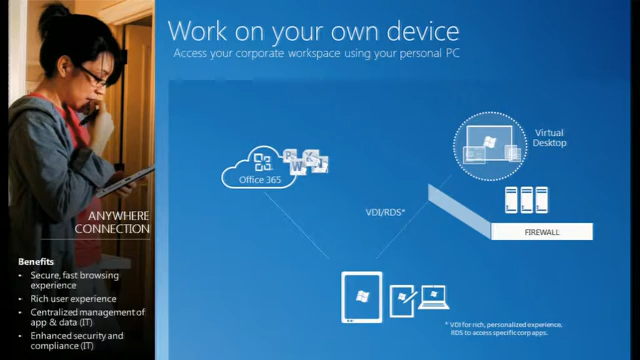 Work on your own device
Access your corporate workspace using your personal PC
Virtual
Desktop
Office 365
ANYWHERE
CONNECTION
VDI/RDS*
FIREWALL
Benefits
• Secure, fast browsing
experience
• Rich user experience
• Centralized management of
app & data (IT)
• Enhanced security and
compliance (IT)
* VDI for rich, personalized experience,
RDS to access specific corp apps.